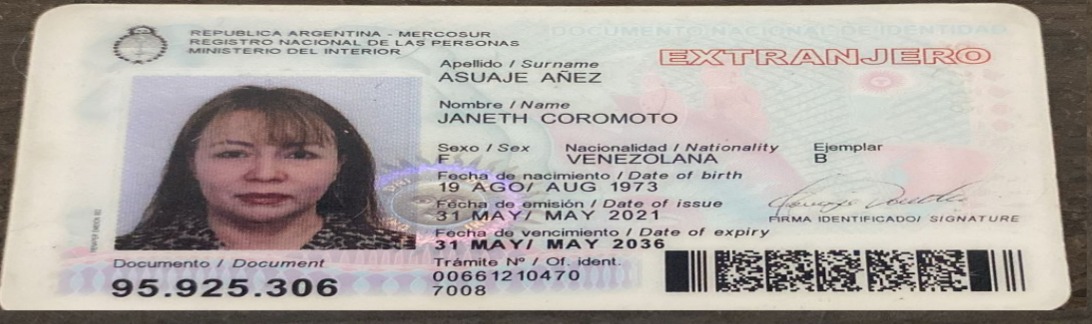 REPUBLICA ARGENTINA - MERCOSUR
REGISTRO NACIONAL DE LAS PERSONAS
MINISTERIO DEL INTERIOR
DOCUMENTO NACIONAL DE IDENTIDAD
EXTRANJERO
Apellido / Surname
ASUAJE AÑEZ
Nombre / Name
JANETH COROMOTO
Sexo / Sex Nacionalidad / Nationality Ejemplar
F VENEZOLANA B
Fecha de nacimiento / Date of birth
19 AGO/ AUG 1973
Fecha de emisión / Date of issue
31 MAY/ MAY 2021
FIRMA IDENTIFICADO/ SIGNATURE
Fecha de vencimiento / Date of expiry
31 MAY/ MAY 2036
Documento / Document
95.925.306
Trámite Nº / Of. ident.
00661210470
7008